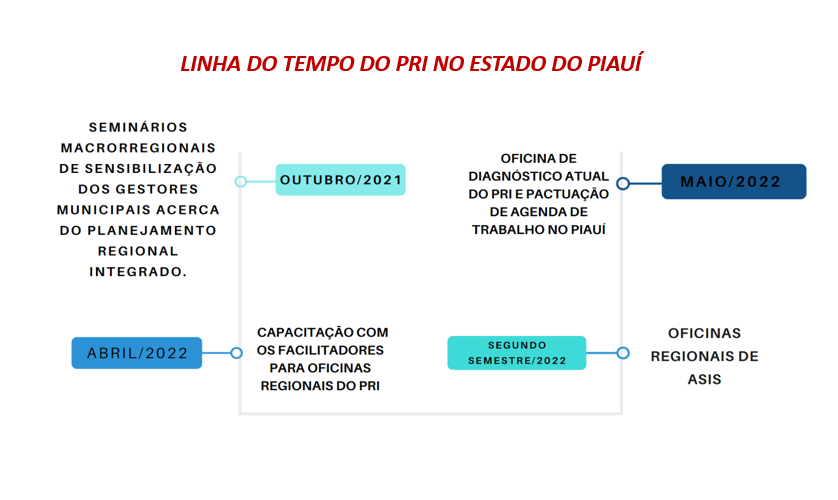 LINHA DO TEMPO DO PRI NO ESTADO DO PIAUÍ
SEMINÁRIOS
MACRORREGIONAIS
DE SENSIBILIZAÇÃO
DOS GESTORES
MUNICIPAIS ACERCA
DO PLANEJAMENTO
REGIONAL
INTEGRADO.
OUTUBRO/2021
ABRIL/2022
CAPACITAÇÃO COM
OS FACILITADORES
PARA OFICINAS
REGIONAIS DO PRI
OFICINA DE
DIAGNÓSTICO ATUAL
DO PRI E PACTUAÇÃO
DE AGENDA DE
TRABALHO NO PIAUÍ
MAIO/2022
SEGUNDO
SEMESTRE/2022
OFICINAS
REGIONAIS DE
ASIS